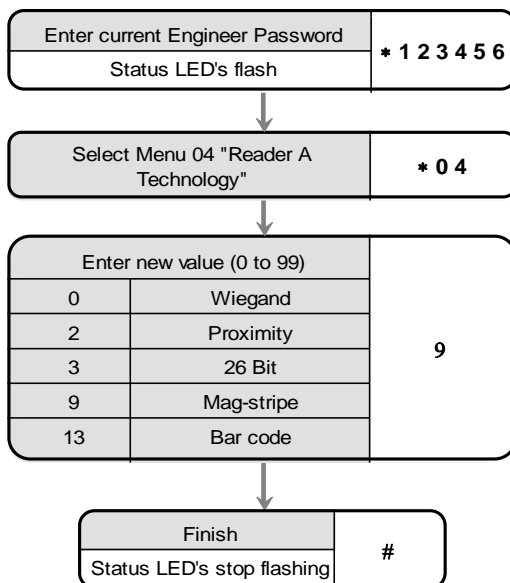 Enter current Engineer Password
Status LED's flash
* 1 2 3 4 5 6
Select Menu 04 "Reader A
Technology"
* 0 4
Enter new value (0 to 99)
0 Wiegand
2 Proximity
3 26 Bit
9 Mag-stripe
13 Bar code
9
Finish
Status LED's stop flashing
#